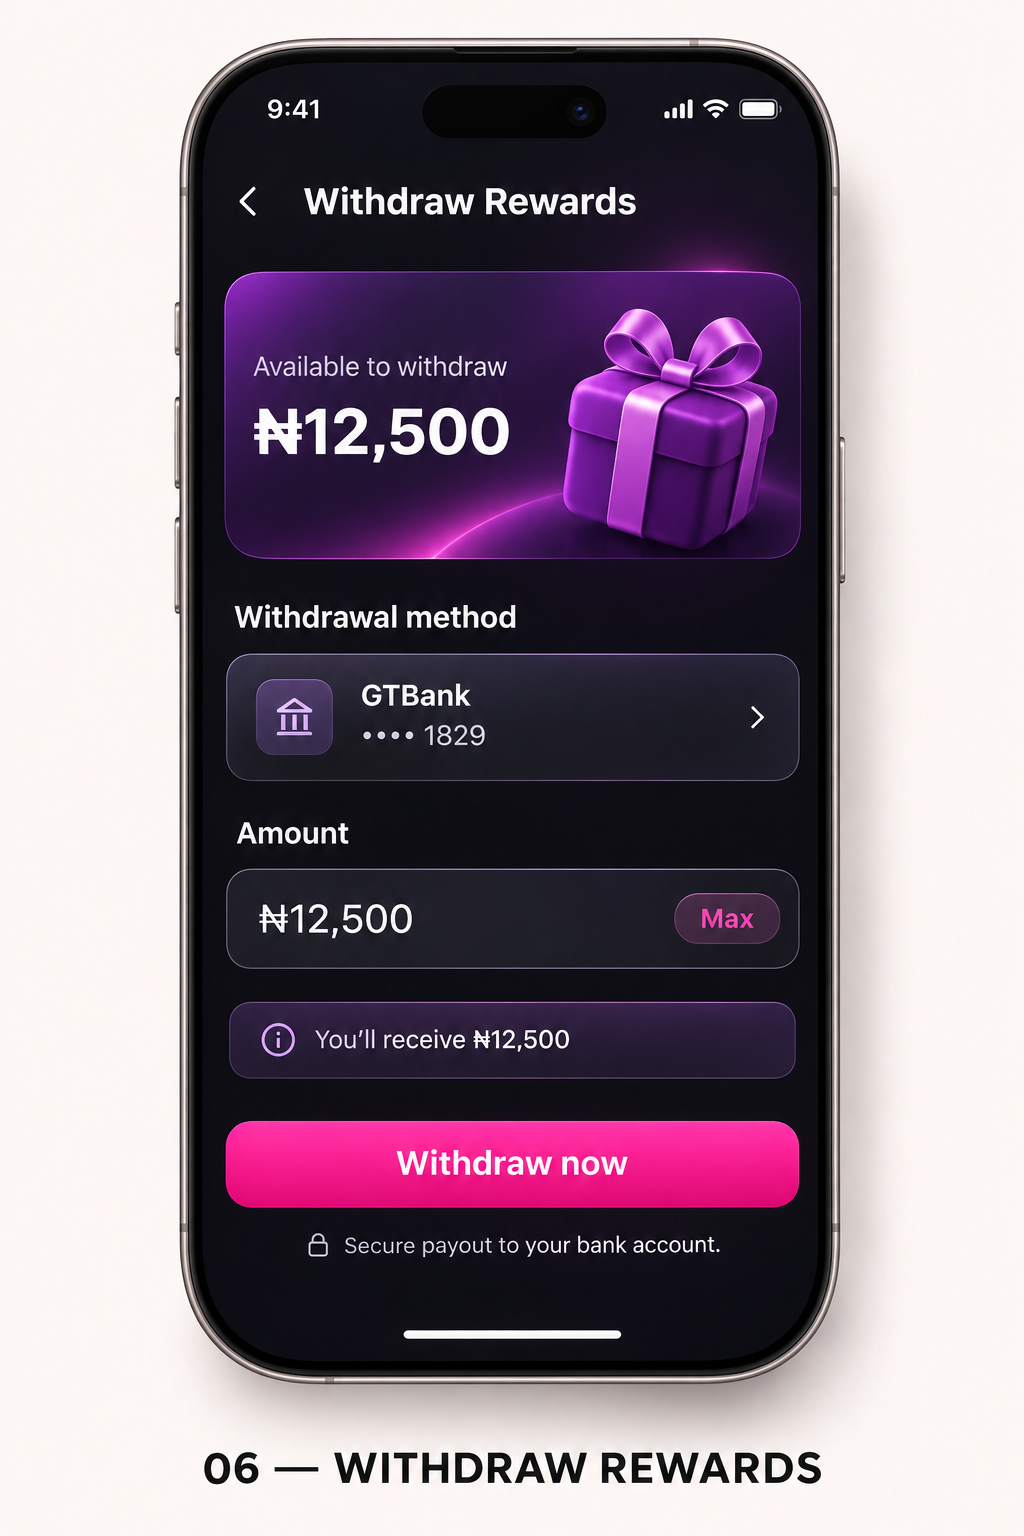 9:41
Withdraw Rewards
Available to withdraw
₦12,500
Withdrawal method
GTBank
•••• 1829
Amount
₦12,500
Max
You’ll receive ₦12,500
Withdraw now
Secure payout to your bank account.
06 — WITHDRAW REWARDS